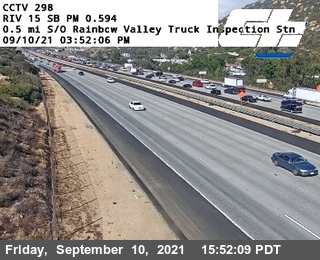 CCTV 298
RIV 15 SB PM 0.594
0.5 mi S/O Rainbcw Valley Truck Inspection Stn
09/10/21 03:52:06 PM
Friday, September 10, 2021 15:52:09 PDT